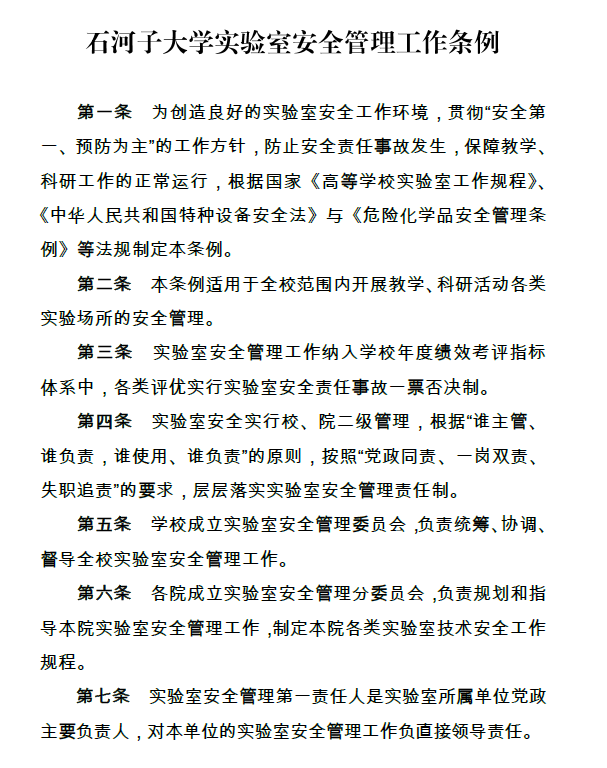 石河子大学实验室安全管理工作条例
第一条 为创造良好的实验室安全工作环境，贯彻“安全第
一、预防为主”的工作方针，防止安全责任事故发生，保障教学、
科研工作的正常运行，根据国家《高等学校实验室工作规程》、
《中华人民共和国特种设备安全法》与《危险化学品安全管理条
例》等法规制定本条例。
第二条 本条例适用于全校范围内开展教学、科研活动各类
实验场所的安全管理。
第三条 实验室安全管理工作纳入学校年度绩效考评指标
体系中，各类评优实行实验室安全责任事故一票否决制。
第四条 实验室安全实行校、院二级管理，根据“谁主管、
谁负责，谁使用、谁负责”的原则，按照“党政同责、一岗双责、
失职追责”的要求，层层落实实验室安全管理责任制。
第五条 学校成立实验室安全管理委员会,负责统筹、协调、
督导全校实验室安全管理工作。
第六条 各院成立实验室安全管理分委员会,负责规划和指
导本院实验室安全管理工作,制定本院各类实验室技术安全工作
规程。
第七条 实验室安全管理第一责任人是实验室所属单位党政
主要负责人，对本单位的实验室安全管理工作负直接领导责任。